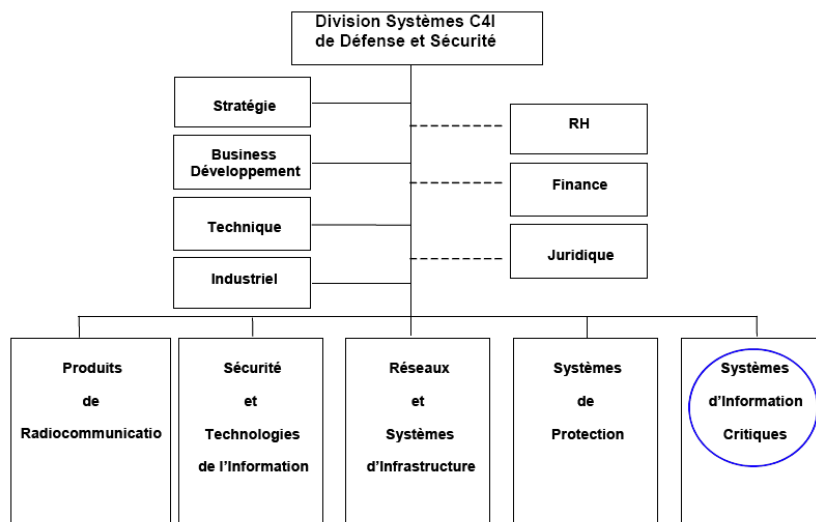 Division Systèmes C4I
de Défense et Sécurité
Stratégie
RH
Business
Développement
Finance
Technique
Juridique
Industriel
Produits
de
Radiocommunicatio
Sécurité
et
Technologies
de l'Information
Réseaux
et
Systèmes
d'Infrastructure
Systèmes
de
Protection
Systèmes
d'Information
Critiques